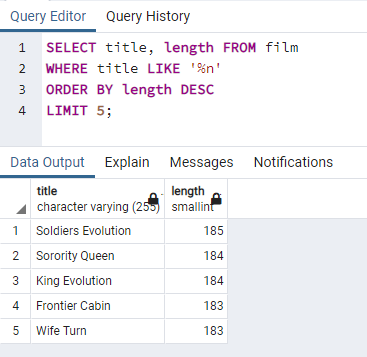 Query Editor Query History
1 SELECT title, length FROM film
2 WHERE title LIKE '%n'
3 ORDER BY length DESC
4 LIMIT 5;
Data Output Explain Messages Notifications
title length
character varying (255) smallint
1 Soldiers Evolution 185
2 Sorority Queen 184
3 King Evolution 184
4 Frontier Cabin 183
5 Wife Turn 183